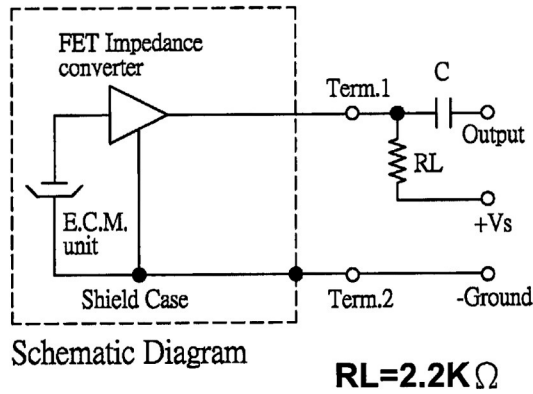 FET Impedance
converter
Term.1
C
Output
RL
+Vs
E.C.M.
unit
Shield Case
Term.2
-Ground
Schematic Diagram
RL=2.2KΩ